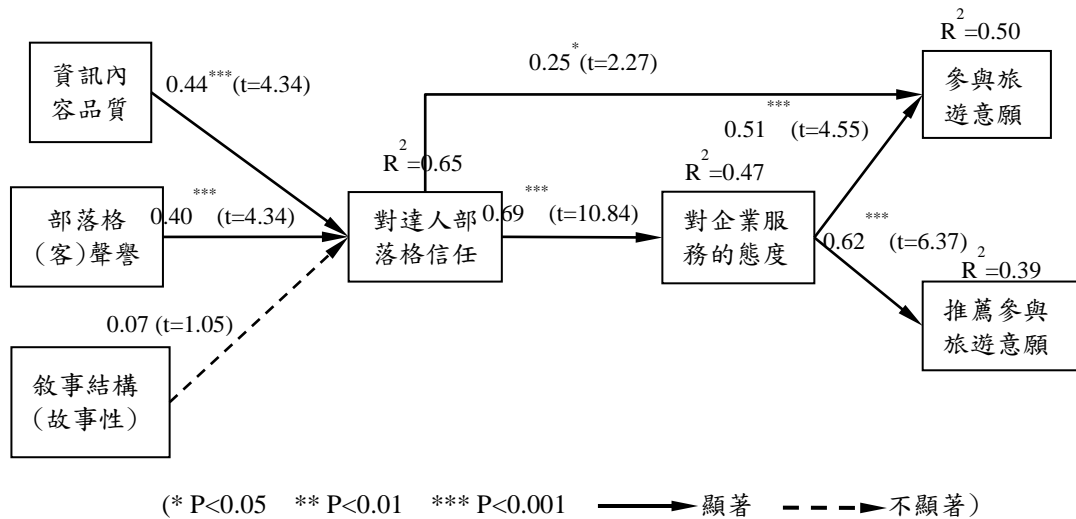 R²=0.50
資訊內
容品質
0.44***(t=4.34)
0.25*(t=2.27)
參與旅
遊意願
***
0.51 (t=4.55)
R²=0.65
R²=0.47
部落格
(客)聲譽
***
0.40 (t=4.34)
對達人部
落格信任
***
0.69 (t=10.84)
對企業服
務的態度
***
0.62 (t=6.37)
R²=0.39
0.07 (t=1.05)
推薦參與
旅遊意願
敘事結構
(故事性)
(* P<0.05 ** P<0.01 *** P<0.001 顯著 不顯著)